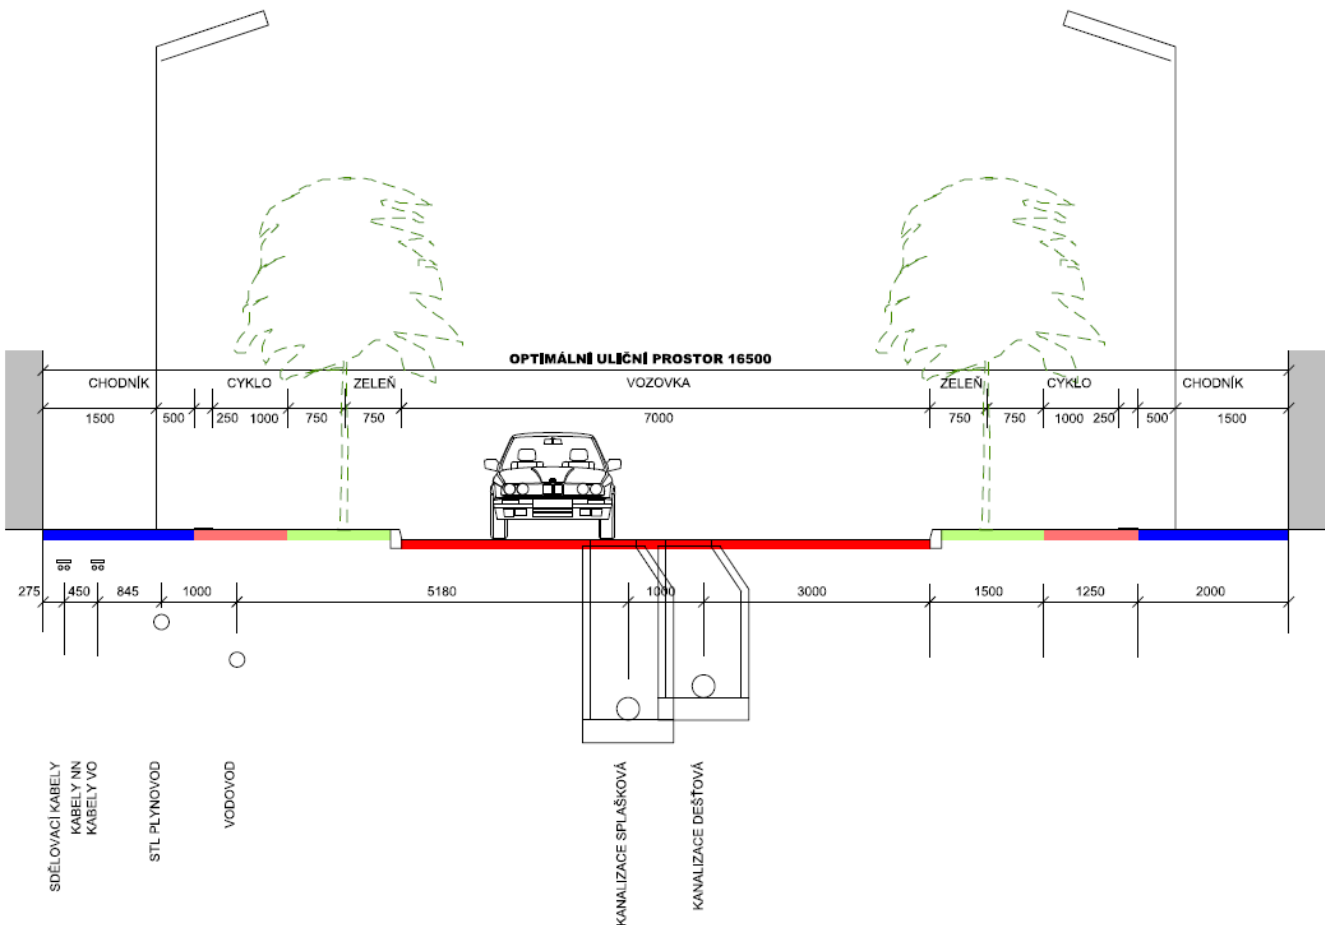 OPTIMÁLNÍ ULIČNÍ PROSTOR 16500
CHODNÍK CYKLO ZELEŇ VOZOVKA ZELEŇ CYKLO CHODNÍK
1500 500 250 1000 750 750 7000 750 750 1000 250 500 1500
275 450 845 1000 5180 1000 3000 1500 1250 2000
SDĚLOVACÍ KABELY
KABELY NN
KABELY VO
STL PLYNOVOD
VODOVOD
KANALIZACE SPLAŠKOVÁ
KANALIZACE DEŠŤOVÁ